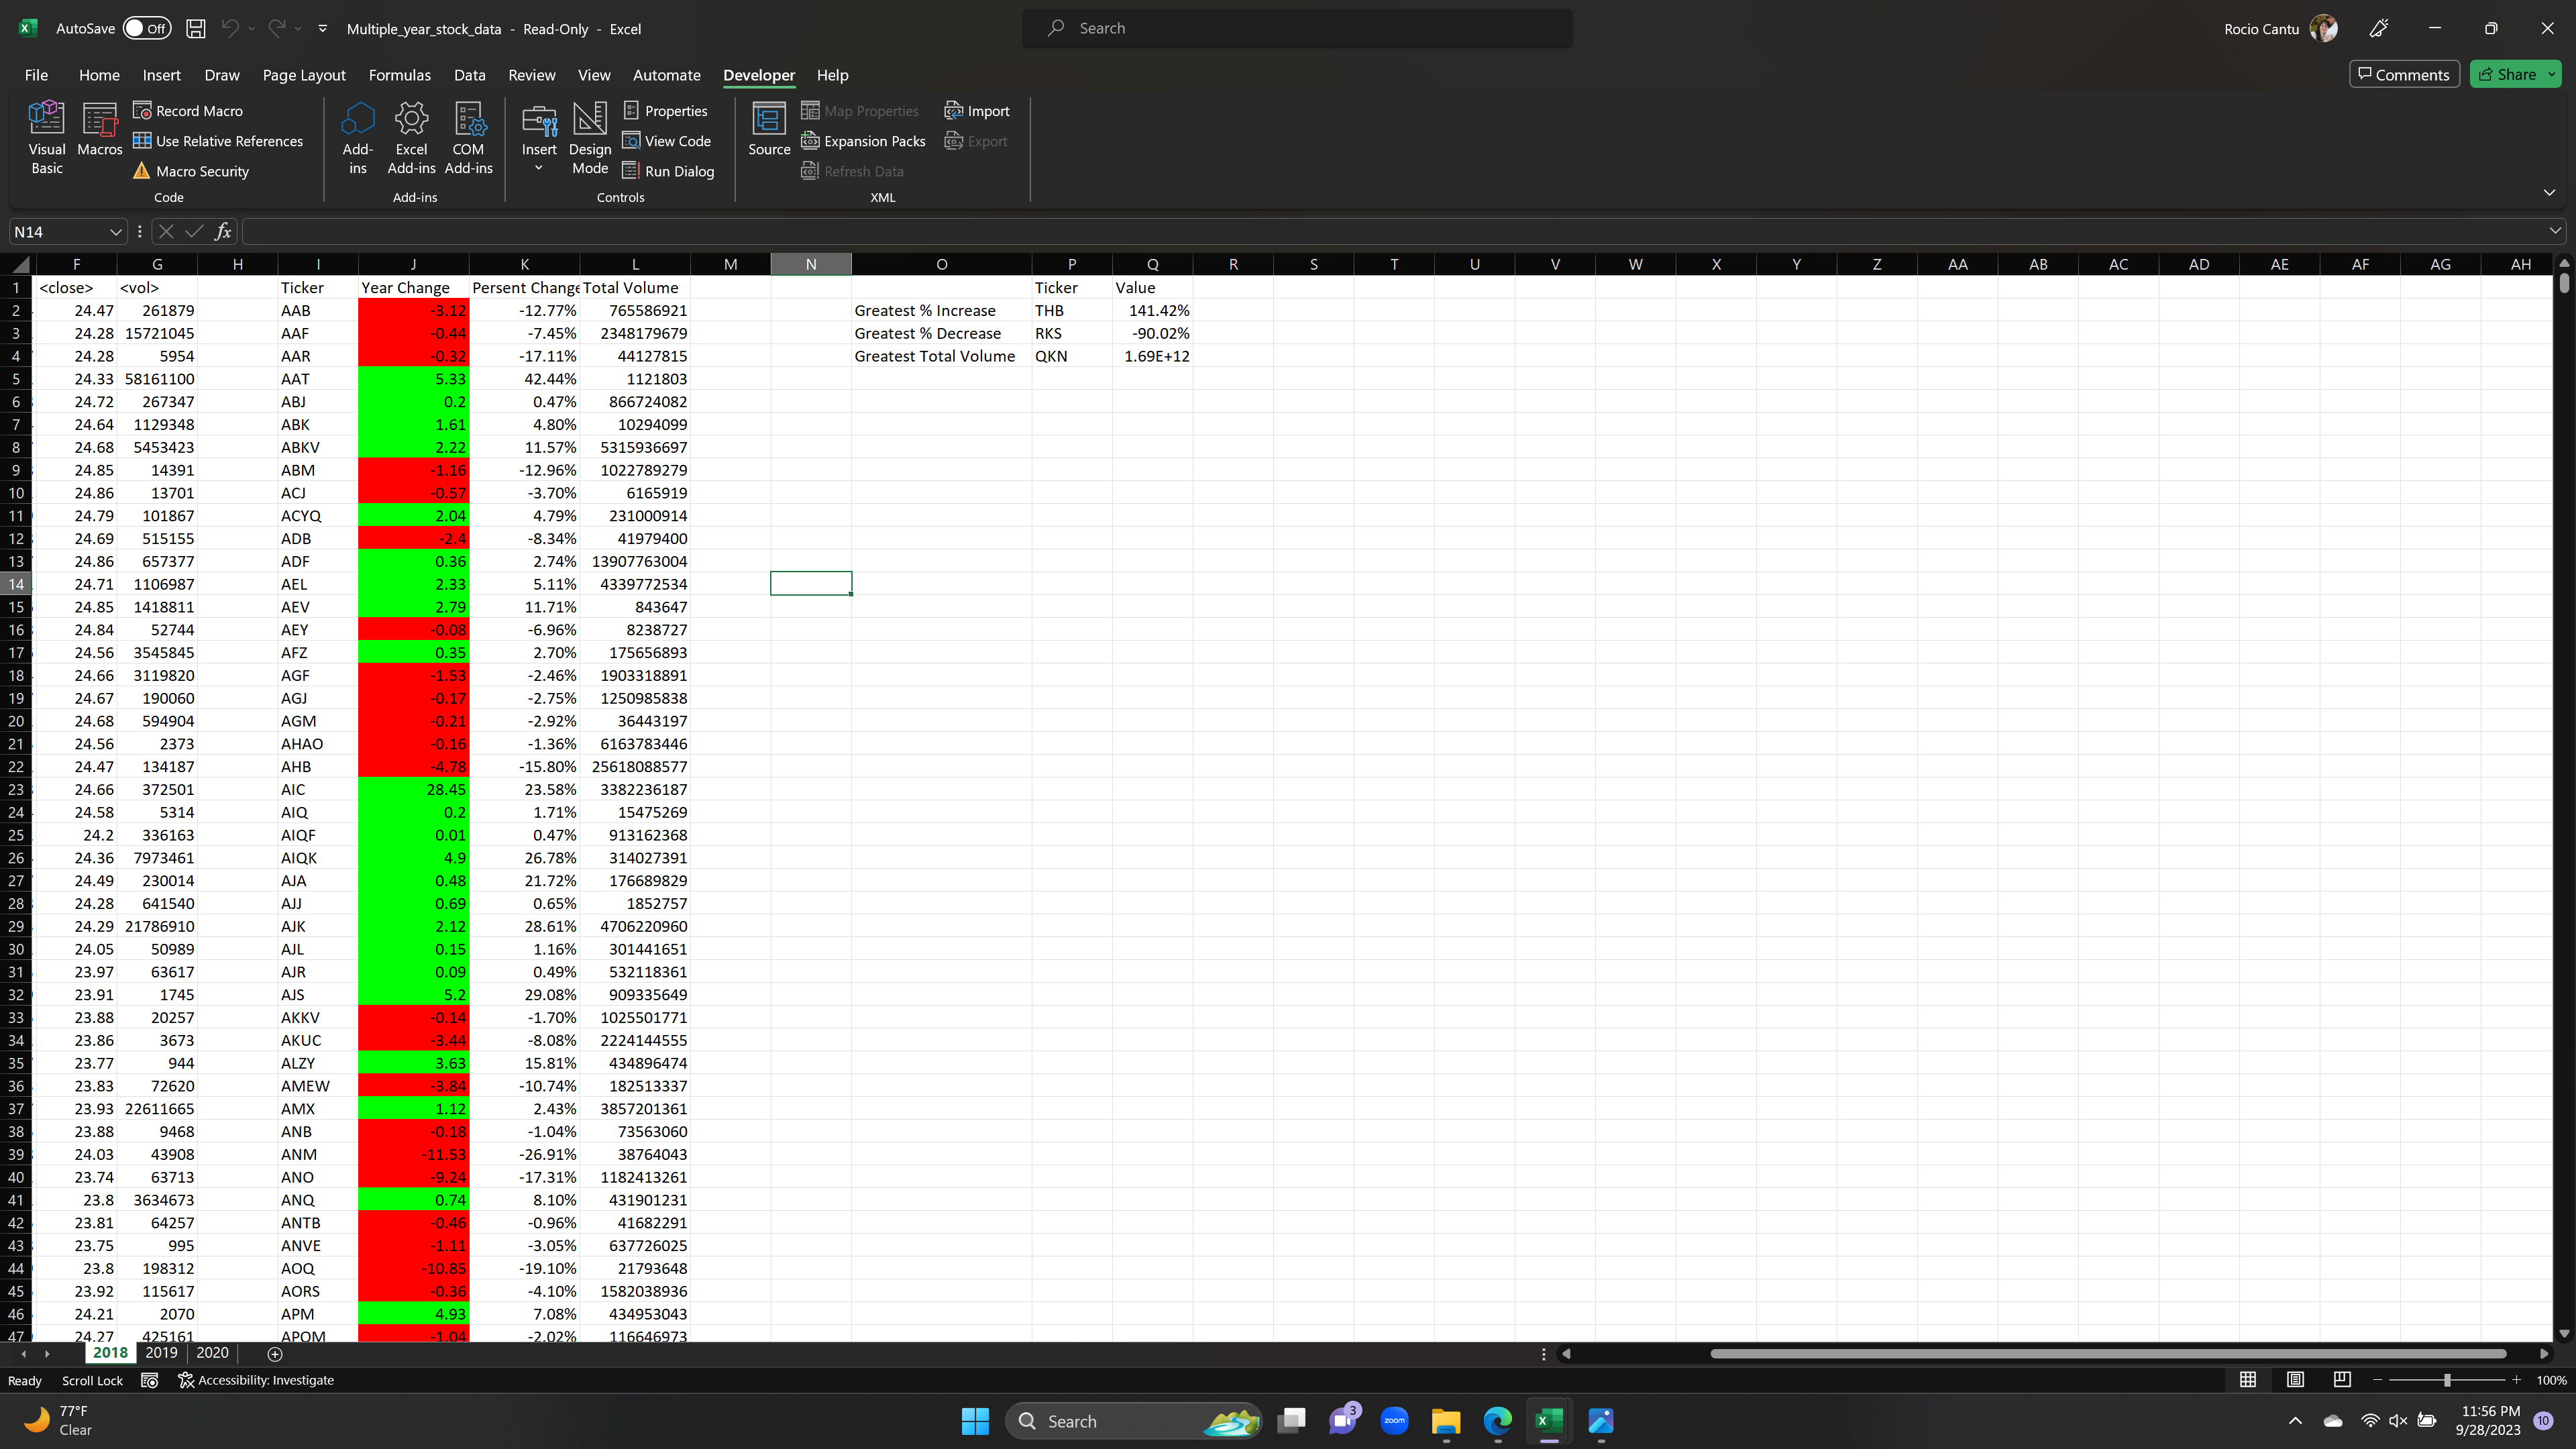 AutoSave Off Multiple_year_stock_data - Read-Only - Excel Search Rocio Cantu
File Home Insert Draw Page Layout Formulas Data Review View Automate Developer Help Comments Share
Visual Basic Macros Record Macro Use Relative References Macro Security Code
Add-ins Excel Add-ins COM Add-ins Add-ins
Insert Design Mode Properties View Code Run Dialog Controls
Source Map Properties Expansion Packs Refresh Data Import Export XML
N14 fx
F G H I J K L M N O P Q R S T U V W X Y Z AA AB AC AD AE AF AG AH
1 <close> <vol> Ticker Year Change Persent Change Total Volume Ticker Value
2 24.47 261879 AAB -3.12 -12.77% 765586921 Greatest % Increase THB 141.42%
3 24.28 15721045 AAF -0.44 -7.45% 2348179679 Greatest % Decrease RKS -90.02%
4 24.28 5954 AAR -0.32 -17.11% 44127815 Greatest Total Volume QKN 1.69E+12
5 24.33 58161100 AAT 5.33 42.44% 1121803
6 24.72 267347 ABJ 0.2 0.47% 866724082
7 24.64 1129348 ABK 1.61 4.80% 10294099
8 24.68 5453423 ABKV 2.22 11.57% 5315936697
9 24.85 14391 ABM -1.16 -12.96% 1022789279
10 24.86 13701 ACJ -0.57 -3.70% 6165919
11 24.79 101867 ACYQ 2.04 4.79% 231000914
12 24.69 515155 ADB -2.4 -8.34% 41979400
13 24.86 657377 ADF 0.36 2.74% 13907763004
14 24.71 1106987 AEL 2.33 5.11% 4339772534
15 24.85 1418811 AEV 2.79 11.71% 843647
16 24.84 52744 AEY -0.08 -6.96% 8238727
17 24.56 3545845 AFZ 0.35 2.70% 175656893
18 24.66 3119820 AGF -1.53 -2.46% 1903318891
19 24.67 190060 AGJ -0.17 -2.75% 1250985838
20 24.68 594904 AGM -0.21 -2.92% 36443197
21 24.56 2373 AHAO -0.16 -1.36% 6163783446
22 24.47 134187 AHB -4.78 -15.80% 25618088577
23 24.66 372501 AIC 28.45 23.58% 3382236187
24 24.58 5314 AIQ 0.2 1.71% 15475269
25 24.2 336163 AIQF 0.01 0.47% 913162368
26 24.36 7973461 AIQK 4.9 26.78% 314027391
27 24.49 230014 AJA 0.48 21.72% 176689829
28 24.28 641540 AJJ 0.69 0.65% 1852757
29 24.29 21786910 AJK 2.12 28.61% 4706220960
30 24.05 50989 AJL 0.15 1.16% 301441651
31 23.97 63617 AJR 0.09 0.49% 532118361
32 23.91 1745 AJS 5.2 29.08% 909335649
33 23.88 20257 AKKV -0.14 -1.70% 1025501771
34 23.86 3673 AKUC -3.44 -8.08% 2224144555
35 23.77 944 ALZY 3.63 15.81% 434896474
36 23.83 72620 AMEW -3.84 -10.74% 182513337
37 23.93 22611665 AMX 1.12 2.43% 3857201361
38 23.88 9468 ANB -0.18 -1.04% 73563060
39 24.03 43908 ANM -11.53 -26.91% 38764043
40 23.74 63713 ANO -9.24 -17.31% 1182413261
41 23.8 3634673 ANQ 0.74 8.10% 431901231
42 23.81 64257 ANTB -0.46 -0.96% 41682291
43 23.75 995 ANVE -1.11 -3.05% 637726025
44 23.8 198312 AOQ -10.85 -19.10% 21793648
45 23.92 115617 AORS -0.36 -4.10% 1582038936
46 24.21 2070 APM 4.93 7.08% 434953043
47 24.27 425161 APOM -1.04 -2.02% 116646973
2018 2019 2020
Ready Scroll Lock Accessibility: Investigate 100%
77°F Clear Search 3 zoom 11:56 PM 9/28/2023 10